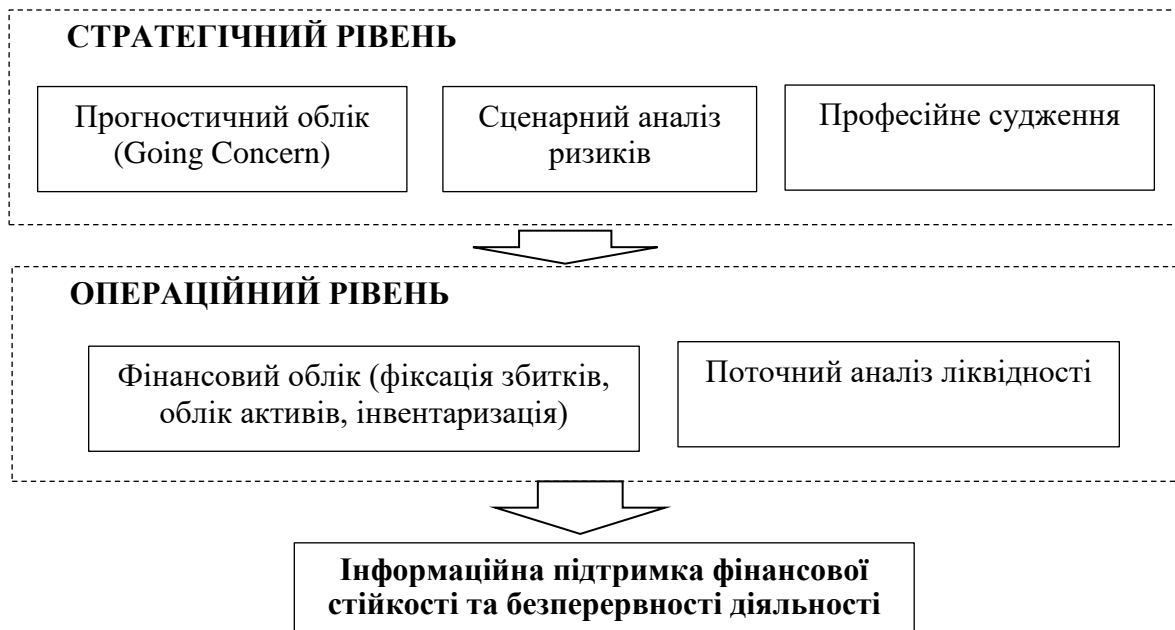 СТРАТЕГІЧНИЙ РІВЕНЬ
Прогностичний облік
(Going Concern)
Сценарний аналіз
ризиків
Професійне судження
ОПЕРАЦІЙНИЙ РІВЕНЬ
Фінансовий облік (фіксація збитків,
облік активів, інвентаризація)
Поточний аналіз ліквідності
Інформаційна підтримка фінансової
стійкості та безперервності діяльності